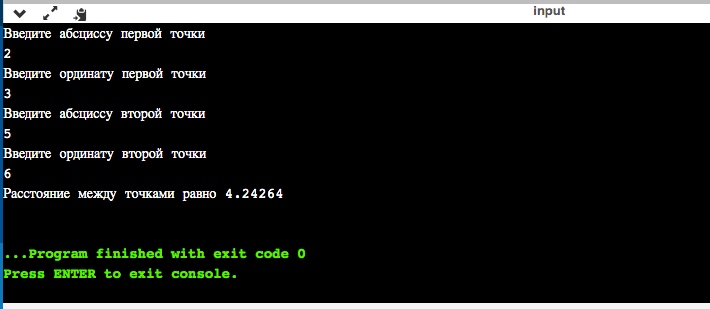 input
Введите абсциссу первой точки
2
Введите ординату первой точки
3
Введите абсциссу второй точки
5
Введите ординату второй точки
6
Расстояние между точками равно 4.24264
...Program finished with exit code 0
Press ENTER to exit console.